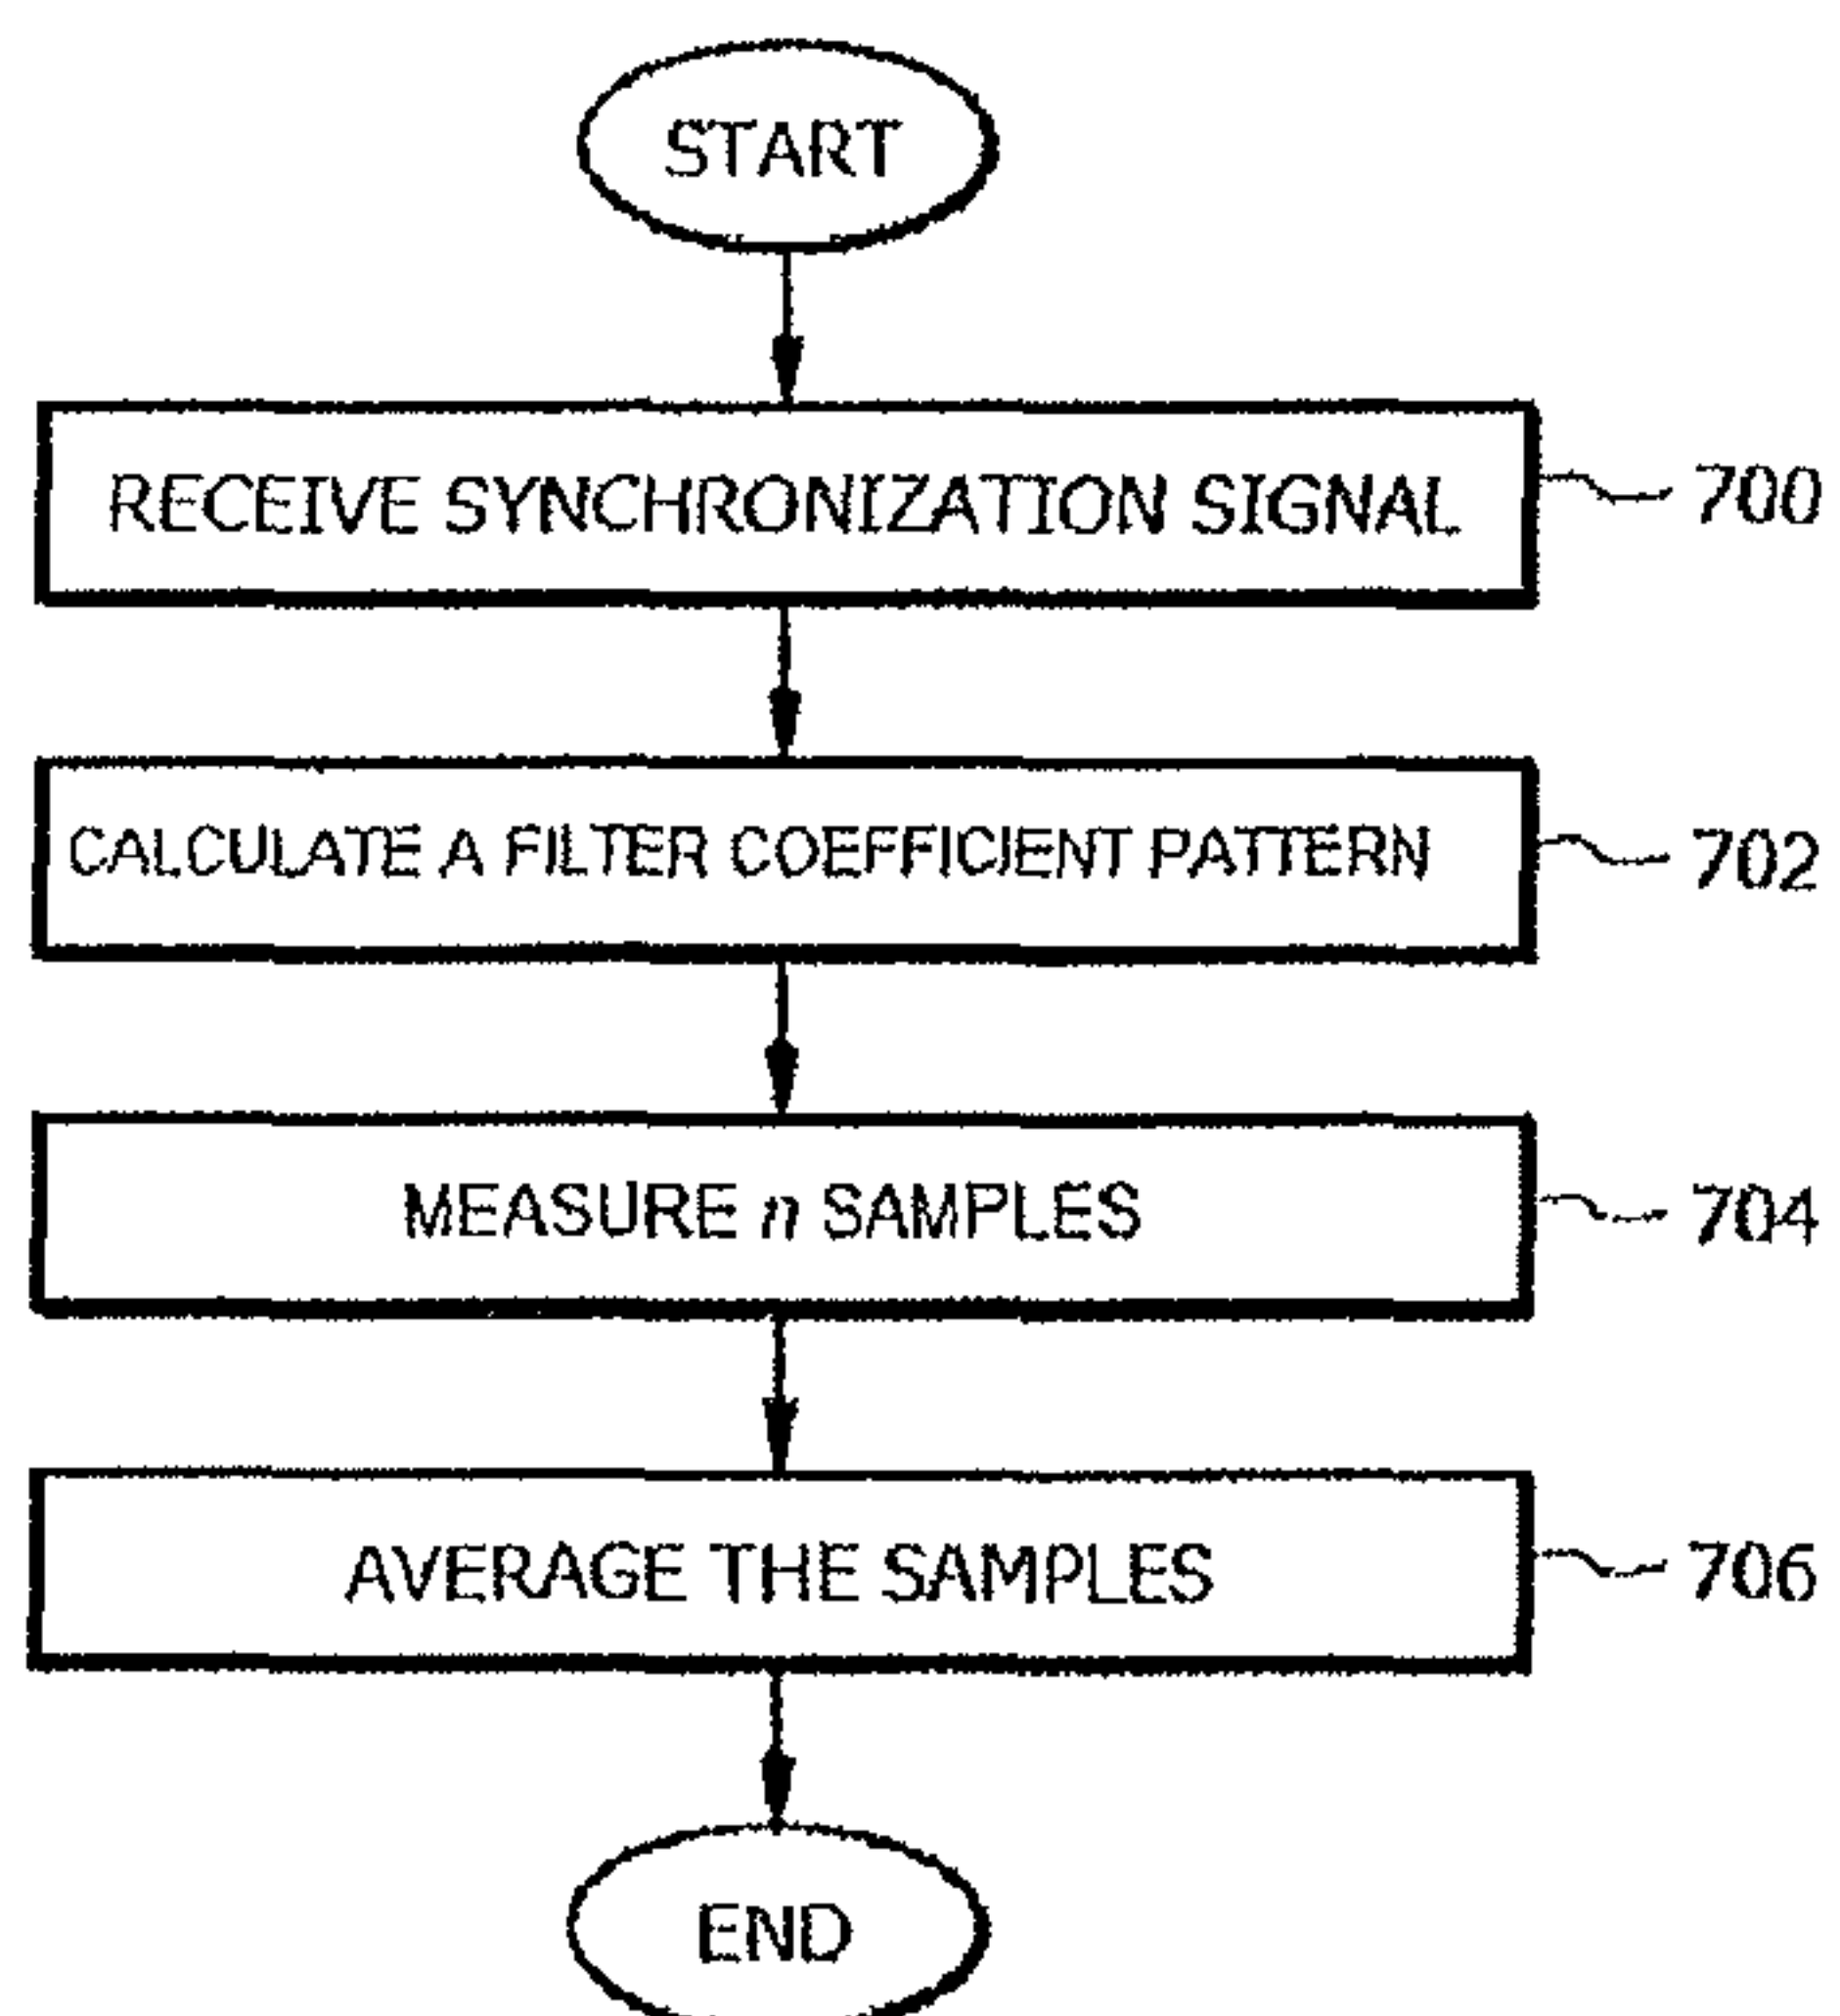 START
RECEIVE SYNCHRONIZATION SIGNAL
700
CALCULATE A FILTER COEFFICIENT PATTERN
702
MEASURE n SAMPLES
704
AVERAGE THE SAMPLES
706
END